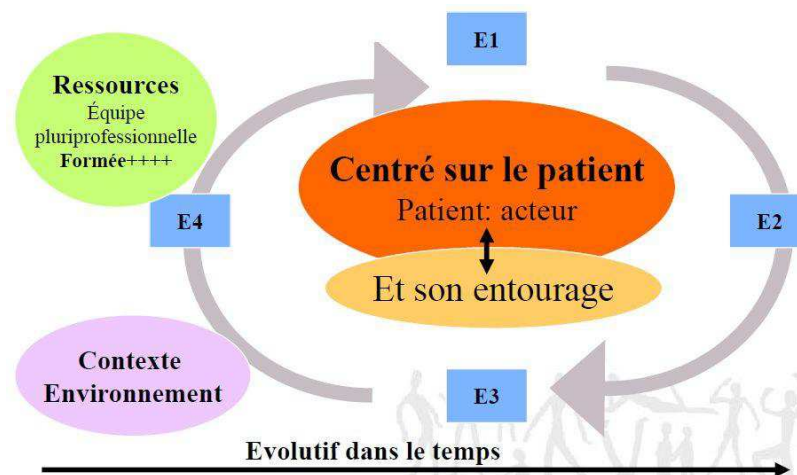 E1
Ressources
Équipe
pluriprofessionnelle
Formée++++
Centré sur le patient
Patient: acteur
E4
E2
Et son entourage
Contexte
Environnement
E3
Evolutif dans le temps